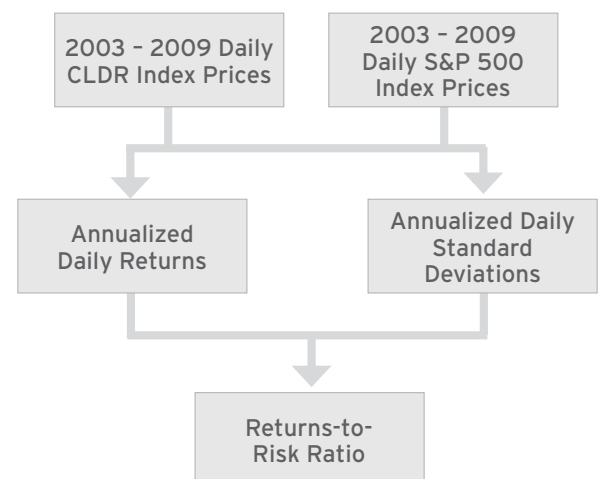 2003 – 2009 Daily
CLDR Index Prices
2003 – 2009
Daily S&P 500
Index Prices
Annualized
Daily Returns
Annualized Daily
Standard
Deviations
Returns-to-
Risk Ratio